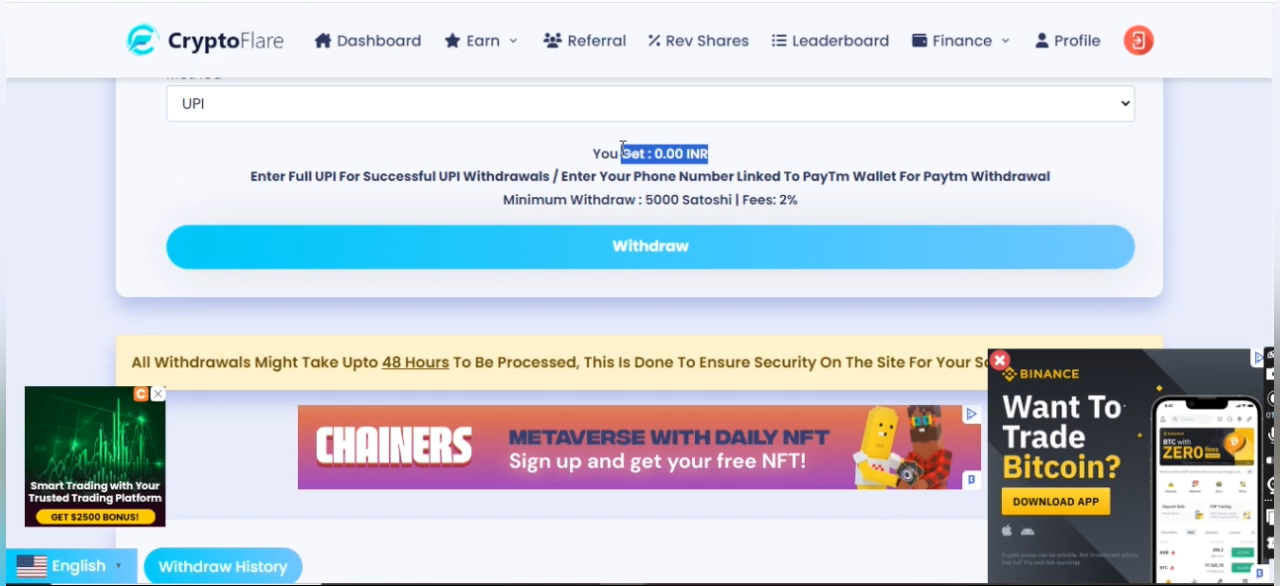 CryptoFlare
Dashboard
Earn
Referral
Rev Shares
Leaderboard
Finance
Profile
UPI
You Get : 0.00 INR
Enter Full UPI For Successful UPI Withdrawals / Enter Your Phone Number Linked To PayTm Wallet For Paytm Withdrawal
Minimum Withdraw : 5000 Satoshi | Fees: 2%
Withdraw
All Withdrawals Might Take Upto 48 Hours To Be Processed, This Is Done To Ensure Security On The Site For Your
Smart Trading with Your
Trusted Trading Platform
GET $2500 BONUS!
CHAINERS
METAVERSE WITH DAILY NFT
Sign up and get your free NFT!
BINANCE
Want To
Trade
Bitcoin?
DOWNLOAD APP
BTC with
ZERO fees
English
Withdraw History